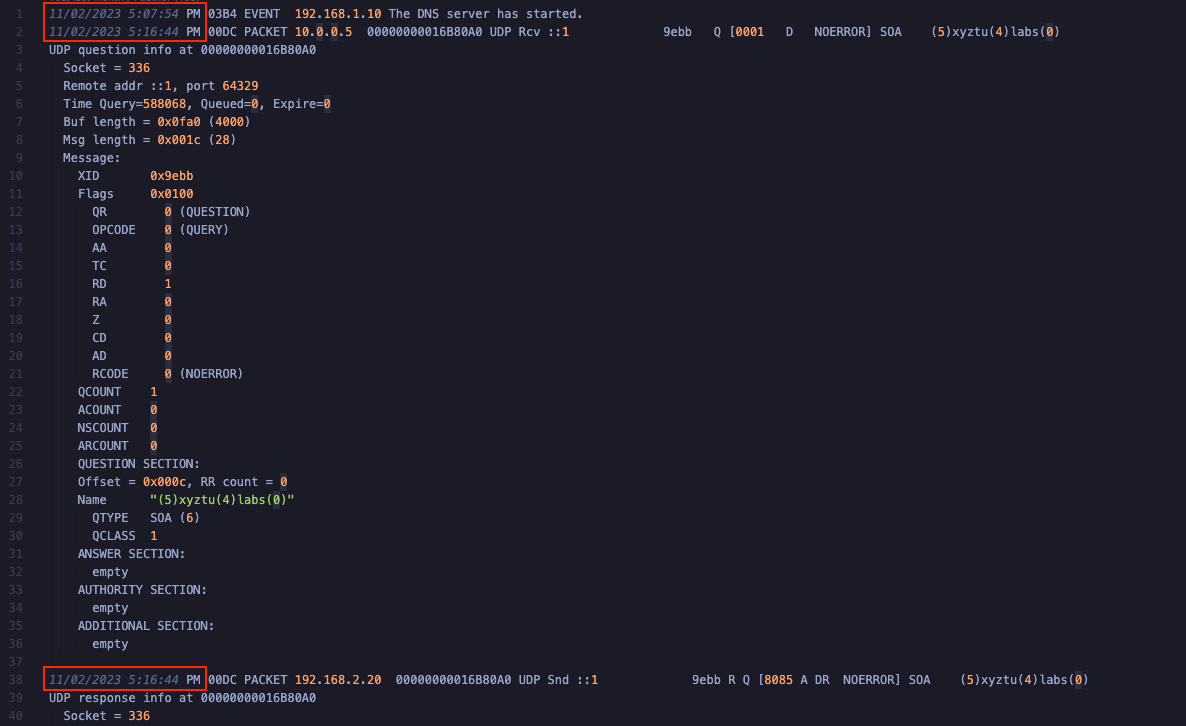 1 11/02/2023 5:07:54 PM 03B4 EVENT 192.168.1.10 The DNS server has started.
2 11/02/2023 5:16:44 PM 00DC PACKET 10.0.0.5 00000000016B80A0 UDP Rcv ::1 9ebb Q [0001 D NOERROR] SOA (5)xyztu(4)labs(0)
3 UDP question info at 00000000016B80A0
4 Socket = 336
5 Remote addr ::1, port 64329
6 Time Query=588068, Queued=0, Expire=0
7 Buf length = 0x0fa0 (4000)
8 Msg length = 0x001c (28)
9 Message:
10 XID 0x9ebb
11 Flags 0x0100
12 QR 0 (QUESTION)
13 OPCODE 0 (QUERY)
14 AA 0
15 TC 0
16 RD 1
17 RA 0
18 Z 0
19 CD 0
20 AD 0
21 RCODE 0 (NOERROR)
22 QCOUNT 1
23 ACOUNT 0
24 NSCOUNT 0
25 ARCOUNT 0
26 QUESTION SECTION:
27 Offset = 0x000c, RR count = 0
28 Name "(5)xyztu(4)labs(0)"
29 QTYPE SOA (6)
30 QCLASS 1
31 ANSWER SECTION:
32 empty
33 AUTHORITY SECTION:
34 empty
35 ADDITIONAL SECTION:
36 empty
37
38 11/02/2023 5:16:44 PM 00DC PACKET 192.168.2.20 00000000016B80A0 UDP Snd ::1 9ebb R Q [8085 A DR NOERROR] SOA (5)xyztu(4)labs(0)
39 UDP response info at 00000000016B80A0
40 Socket = 336